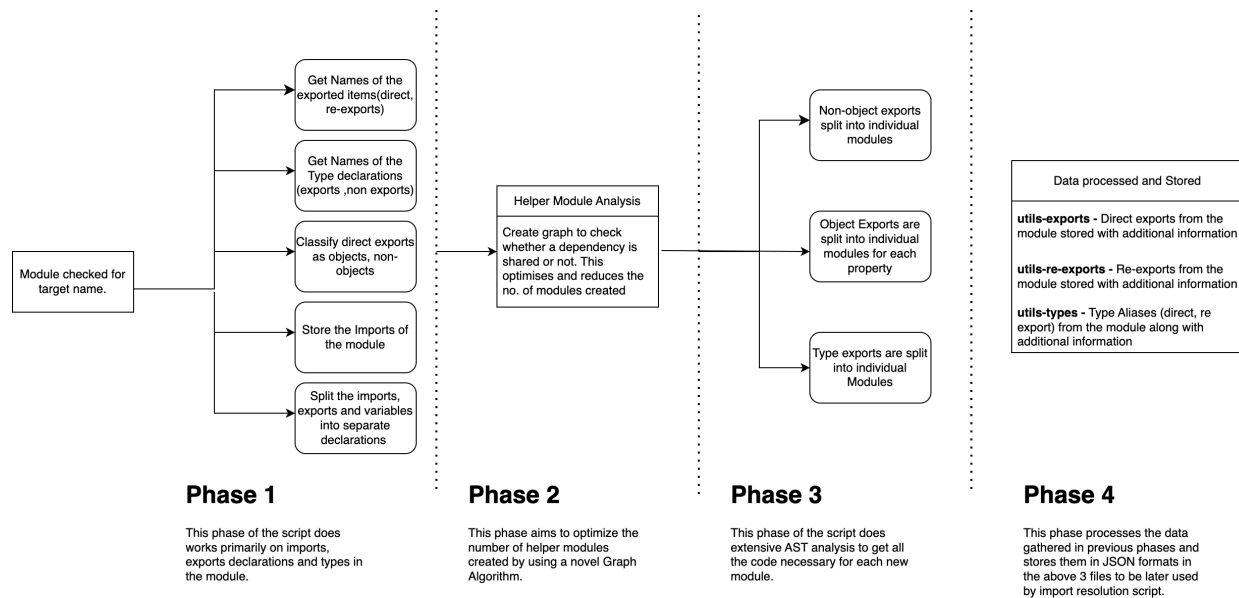 Module checked for
target name.
Get Names of the
exported items(direct,
re-exports)
Get Names of the
Type declarations
(exports ,non exports)
Classify direct exports
as objects, non-
objects
Store the Imports of
the module
Split the imports,
exports and variables
into separate
declarations
Helper Module Analysis
Create graph to check
whether a dependency is
shared or not. This
optimises and reduces the
no. of modules created
Non-object exports
split into individual
modules
Object Exports are
split into individual
modules for each
property
Type exports are split
into individual
Modules
Data processed and Stored
utils-exports - Direct exports from the
module stored with additional information
utils-re-exports - Re-exports from the
module stored with additional information
utils-types - Type Aliases (direct, re
export) from the module along with
additional information
Phase 1
This phase of the script does
works primarily on imports,
exports declarations and types in
the module.
Phase 2
This phase aims to optimize the
number of helper modules
created by using a novel Graph
Algorithm.
Phase 3
This phase of the script does
extensive AST analysis to get all
the code necessary for each new
module.
Phase 4
This phase processes the data
gathered in previous phases and
stores them in JSON formats in
the above 3 files to be later used
by import resolution script.